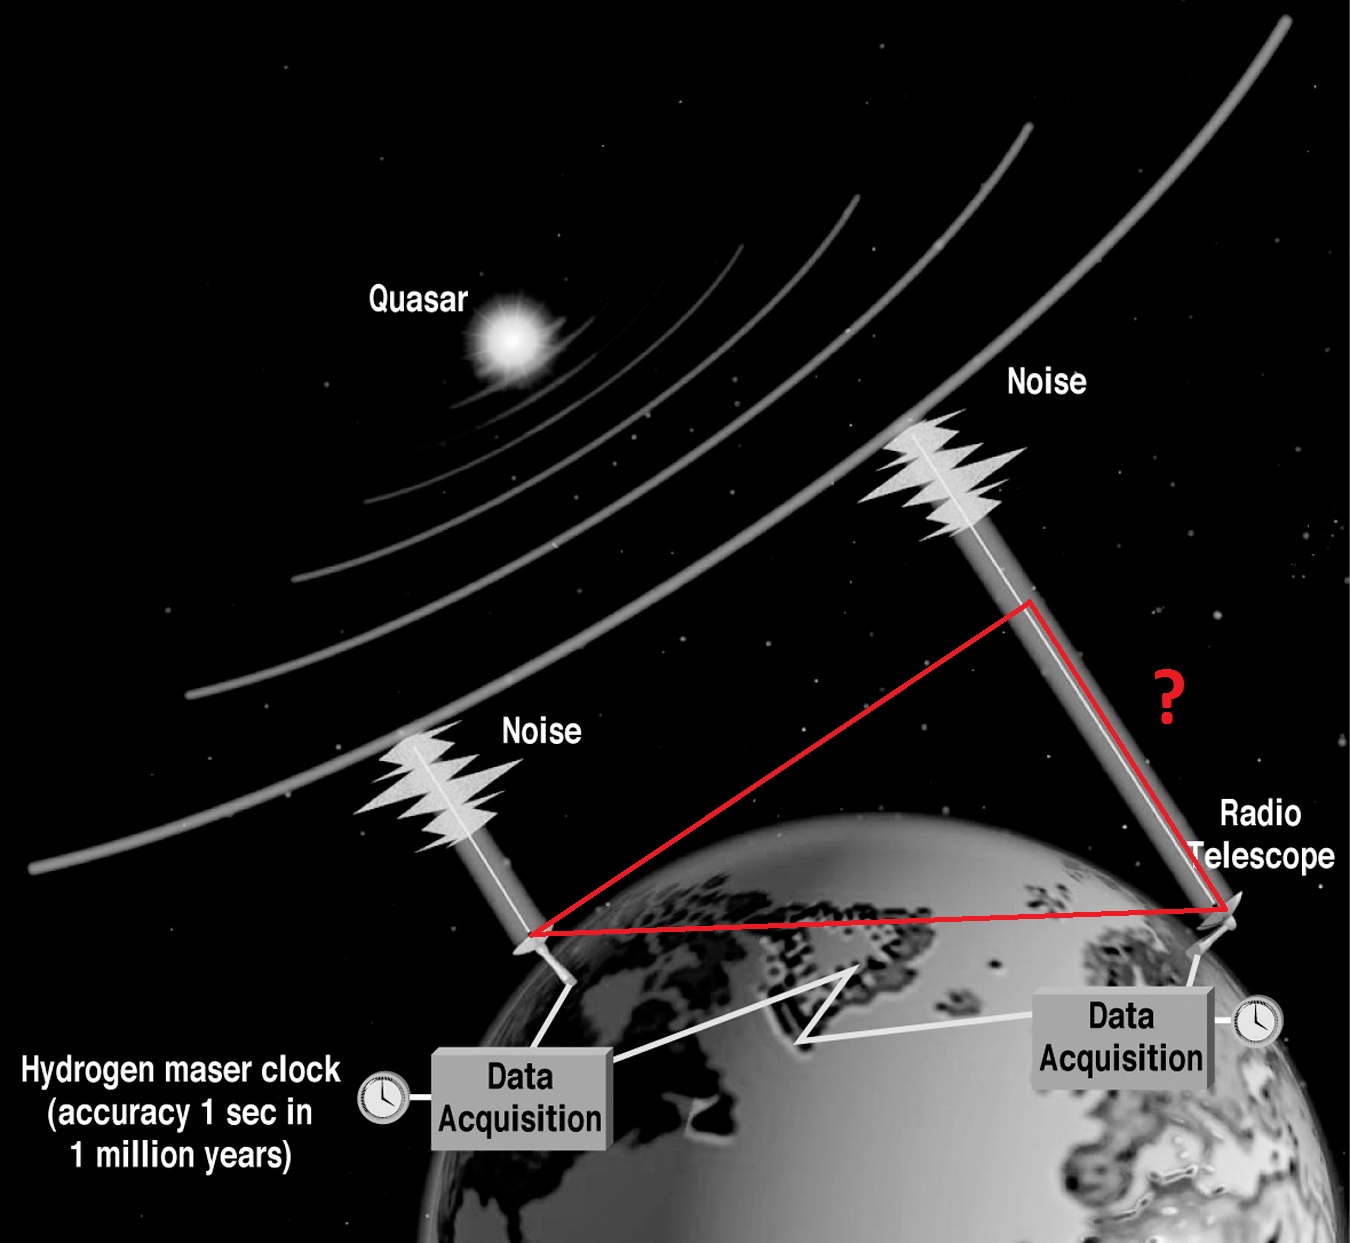 Quasar
Noise
Noise
?
Radio
Telescope
Data
Acquisition
Hydrogen maser clock
(accuracy 1 sec in
1 million years)
Data
Acquisition